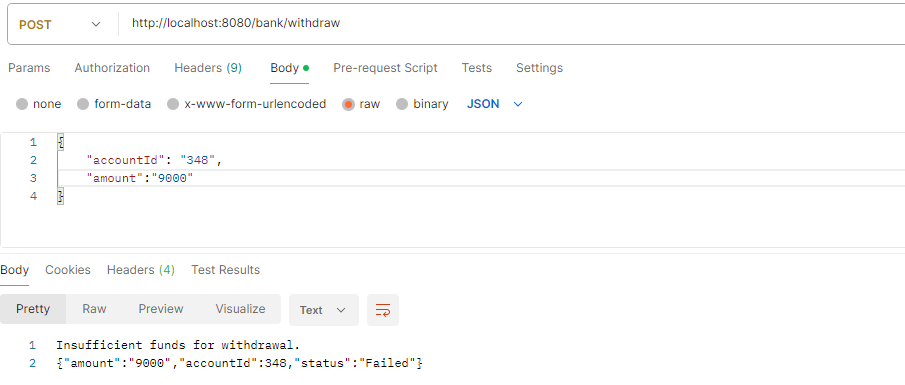 POST http://localhost:8080/bank/withdraw
Params Authorization Headers (9) Body Pre-request Script Tests Settings
none form-data x-www-form-urlencoded raw binary JSON
1 {
2 "accountId": "348",
3 "amount":"9000"
4 }
Body Cookies Headers (4) Test Results
Pretty Raw Preview Visualize Text
1 Insufficient funds for withdrawal.
2 {"amount":"9000","accountId":348,"status":"Failed"}